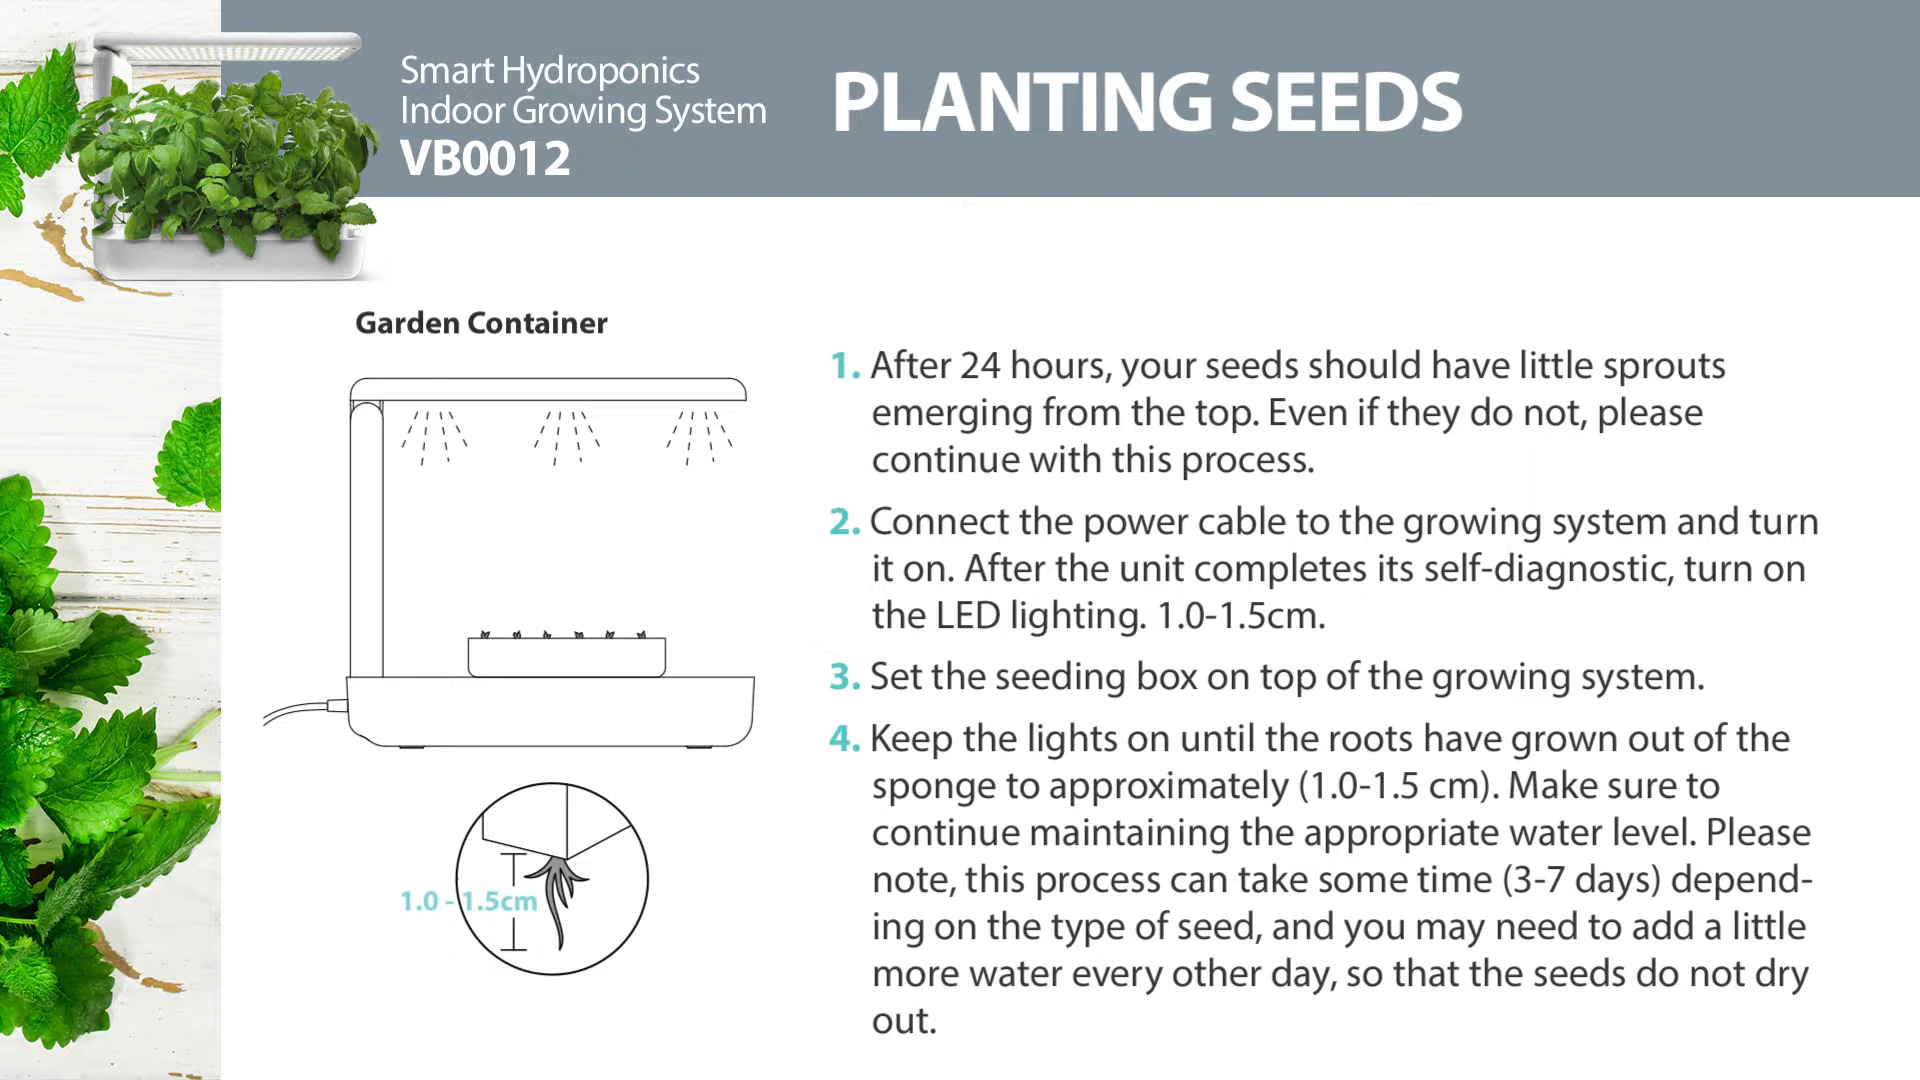 Smart Hydroponics
Indoor Growing System
VB0012
PLANTING SEEDS
Garden Container
1.0 - 1.5cm
1. After 24 hours, your seeds should have little sprouts
emerging from the top. Even if they do not, please
continue with this process.
2. Connect the power cable to the growing system and turn
it on. After the unit completes its self-diagnostic, turn on
the LED lighting. 1.0-1.5cm.
3. Set the seeding box on top of the growing system.
4. Keep the lights on until the roots have grown out of the
sponge to approximately (1.0-1.5 cm). Make sure to
continue maintaining the appropriate water level. Please
note, this process can take some time (3-7 days) depend-
ing on the type of seed, and you may need to add a little
more water every other day, so that the seeds do not dry
out.